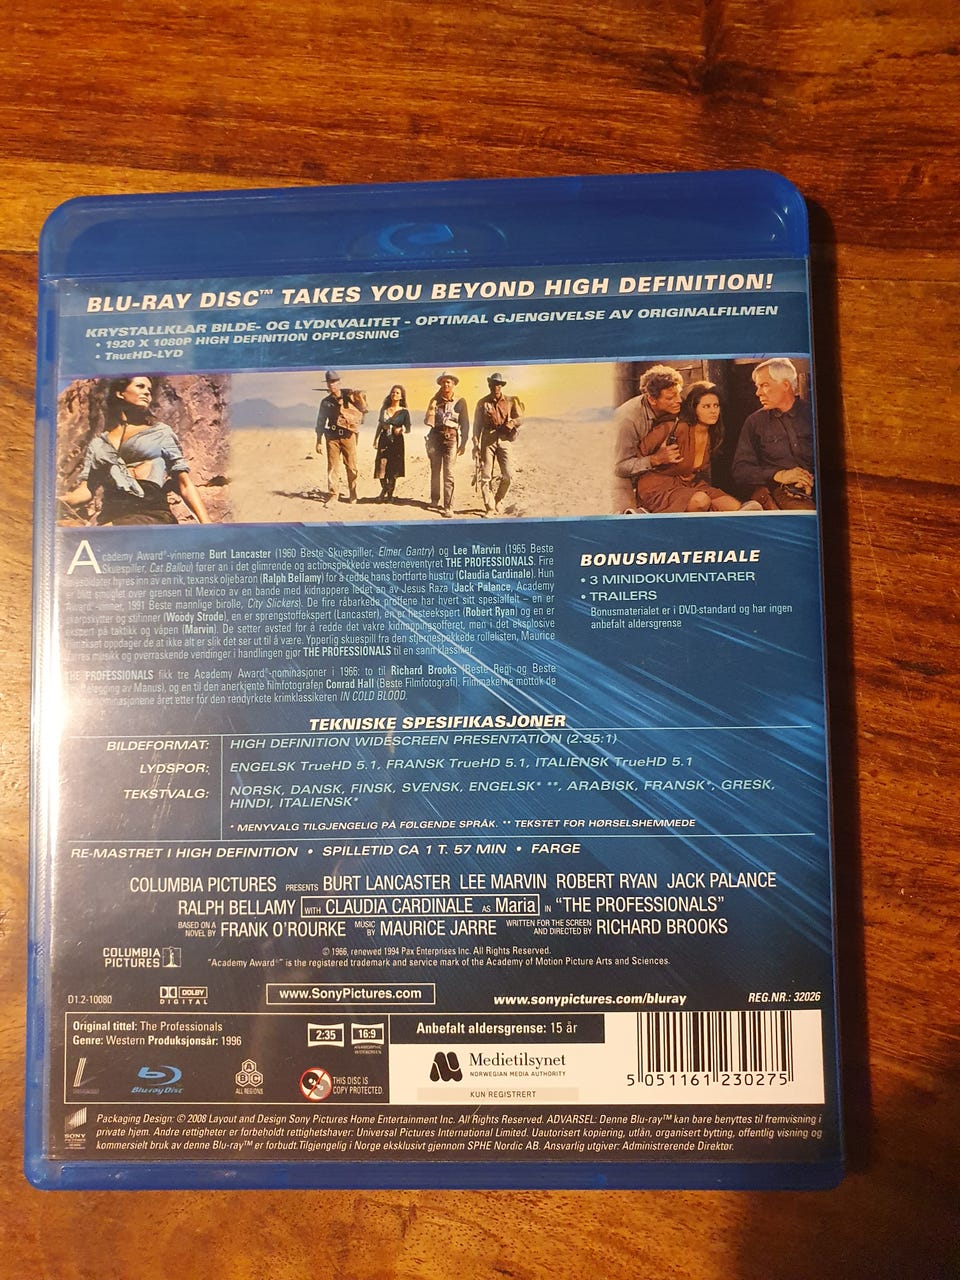 BLU-RAY DISC™ TAKES YOU BEYOND HIGH DEFINITION!
KRYSTALLKLAR BILDE- OG LYDKVALITET – OPTIMAL GJENGIVELSE AV ORIGINALFILMEN
• 1920 X 1080P HIGH DEFINITION OPPLØSNING
• TrueHD-LYD
Academy Award®-vinnerne Burt Lancaster (1960 Beste Skuespiller, Elmer Gantry) og Lee Marvin (1965 Beste
Skuespiller, Cat Ballou) fører an i det glimrende og actionspekkede westerneventyret THE PROFESSIONALS. Fire
hyres inn av en rik, texansk oljebaron (Ralph Bellamy) for å redde hans bortførte hustru (Claudia Cardinale). Hun
er blitt smuglet over grensen til Mexico av en bande med kidnappere ledet an av Jesus Raza (Jack Palance, Academy
Award®-vinner, 1991 Beste mannlige birolle, City Slickers). De fire råbarkede proffene har hvert sitt spesialfelt – en er
skarpskytter og stifinner (Woody Strode), en er sprengstoffekspert (Lancaster), en er hesteekspert (Robert Ryan) og en er
ekspert på taktikk og våpen (Marvin). De setter avsted for å redde det vakre kidnappingsofferet, men i det eksplosive
oppdager de at ikke alt er slik det ser ut til å være. Ypperlig skuespill fra den stjernespekkede rollelisten, Maurice
Jarres musikk og overraskende vendinger i handlingen gjør THE PROFESSIONALS til en sann klassiker.
THE PROFESSIONALS fikk tre Academy Award®-nominasjoner i 1966: to til Richard Brooks (Beste Regi og Beste
av Manus), og en til den anerkjente filmfotografen Conrad Hall (Beste Filmfotografi). Filmskaperne mottok de
nominasjonene året etter for den rendyrkete krimklassikeren IN COLD BLOOD.
BONUSMATERIALE
• 3 MINIDOKUMENTARER
• TRAILERS
Bonusmaterialet er i DVD-standard og har ingen
anbefalt aldersgrense
TEKNISKE SPESIFIKASJONER
BILDEFORMAT: HIGH DEFINITION WIDESCREEN PRESENTATION (2.35:1)
LYDSPOR: ENGELSK TrueHD 5.1, FRANSK TrueHD 5.1, ITALIENSK TrueHD 5.1
TEKSTVALG: NORSK, DANSK, FINSK, SVENSK, ENGELSK* **, ARABISK, FRANSK*, GRESK,
HINDI, ITALIENSK*
* MENYVALG TILGJENGELIG PÅ FØLGENDE SPRÅK. ** TEKSTET FOR HØRSELSHEMMEDE
RE-MASTRET I HIGH DEFINITION • SPILLETID CA 1 T. 57 MIN • FARGE
COLUMBIA PICTURES PRESENTS BURT LANCASTER LEE MARVIN ROBERT RYAN JACK PALANCE
RALPH BELLAMY WITH CLAUDIA CARDINALE AS Maria IN "THE PROFESSIONALS"
BASED ON A NOVEL BY FRANK O'ROURKE MUSIC BY MAURICE JARRE WRITTEN FOR THE SCREEN AND DIRECTED BY RICHARD BROOKS
COLUMBIA
PICTURES
© 1966, renewed 1994 Pax Enterprises Inc. All Rights Reserved.
"Academy Award®" is the registered trademark and service mark of the Academy of Motion Picture Arts and Sciences.
D1.2-10080
DOLBY
DIGITAL
www.SonyPictures.com
www.sonypictures.com/bluray
REG.NR.: 32026
Original tittel: The Professionals
Genre: Western Produksjonsår: 1996
2:35
16:9
ANAMORPHIC
WIDESCREEN
Blu-ray Disc
A
B C
ALL REGIONS
THIS DISC IS
COPY PROTECTED
Anbefalt aldersgrense: 15 år
Medietilsynet
NORWEGIAN MEDIA AUTHORITY
KUN REGISTRERT
5 051161 230275
SONY
Packaging Design: © 2008 Layout and Design Sony Pictures Home Entertainment Inc. All Rights Reserved. ADVARSEL: Denne Blu-ray™ kan bare benyttes til fremvisning i
private hjem. Andre rettigheter er forbeholdt rettighetshaver: Universal Pictures International Limited. Uautorisert kopiering, utlån, organisert bytting, offentlig visning og
kommersielt bruk av denne Blu-ray™ er forbudt.Tilgjengelig i Norge eksklusivt gjennom SPHE Nordic AB. Ansvarlig utgiver: Administrerende Direktør.